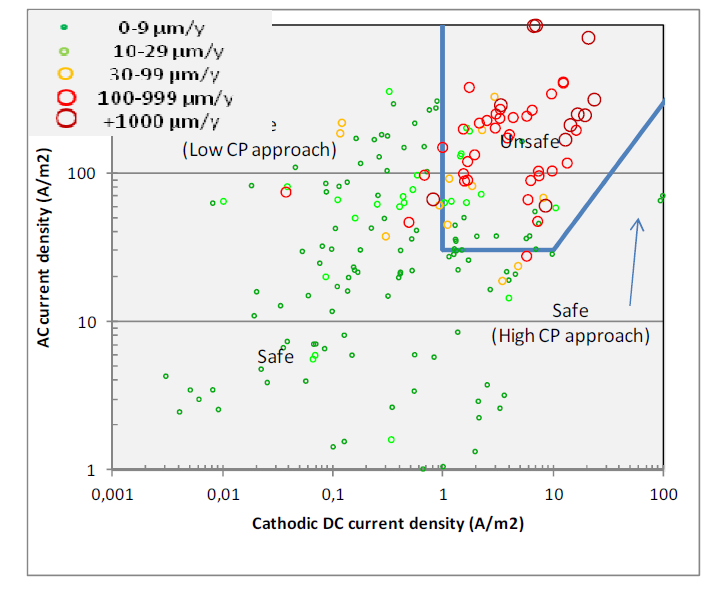 0-9 µm/y
10-29 µm/y
30-99 µm/y
100-999 µm/y
+1000 µm/y
e
(Low CP approach)
Unsafe
Safe
(High CP approach)
Safe
100
10
1
0,001 0,01 0,1 1 10 100
AC current density (A/m2)
Cathodic DC current density (A/m2)